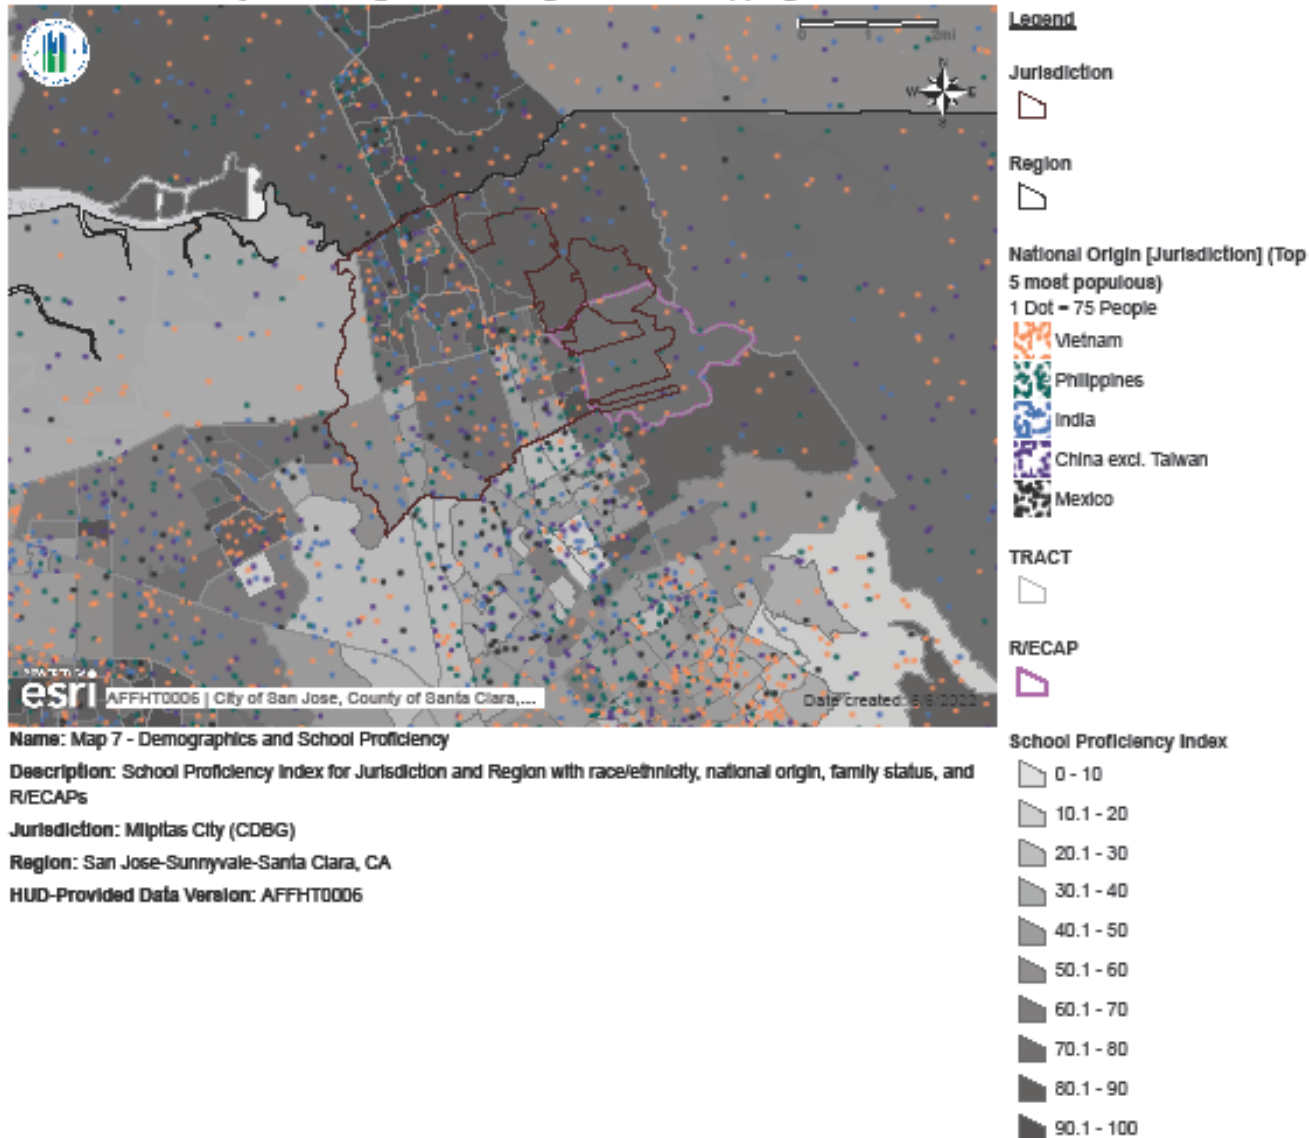 0 1 2mi
N
W E
S
POWERED BY
esri
AFFHT0006 | City of San Jose, County of Santa Clara,...
Date created:
Name: Map 7 - Demographics and School Proficiency
Description: School Proficiency Index for Jurisdiction and Region with race/ethnicity, national origin, family status, and
R/ECAPs
Jurisdiction: Milpitas City (CDBG)
Region: San Jose-Sunnyvale-Santa Clara, CA
HUD-Provided Data Version: AFFHT0006
Legend
Jurisdiction
Region
National Origin [Jurisdiction] (Top
5 most populous)
1 Dot = 75 People
Vietnam
Philippines
India
China excl. Taiwan
Mexico
TRACT
R/ECAP
School Proficiency Index
0 - 10
10.1 - 20
20.1 - 30
30.1 - 40
40.1 - 50
50.1 - 60
60.1 - 70
70.1 - 80
80.1 - 90
90.1 - 100